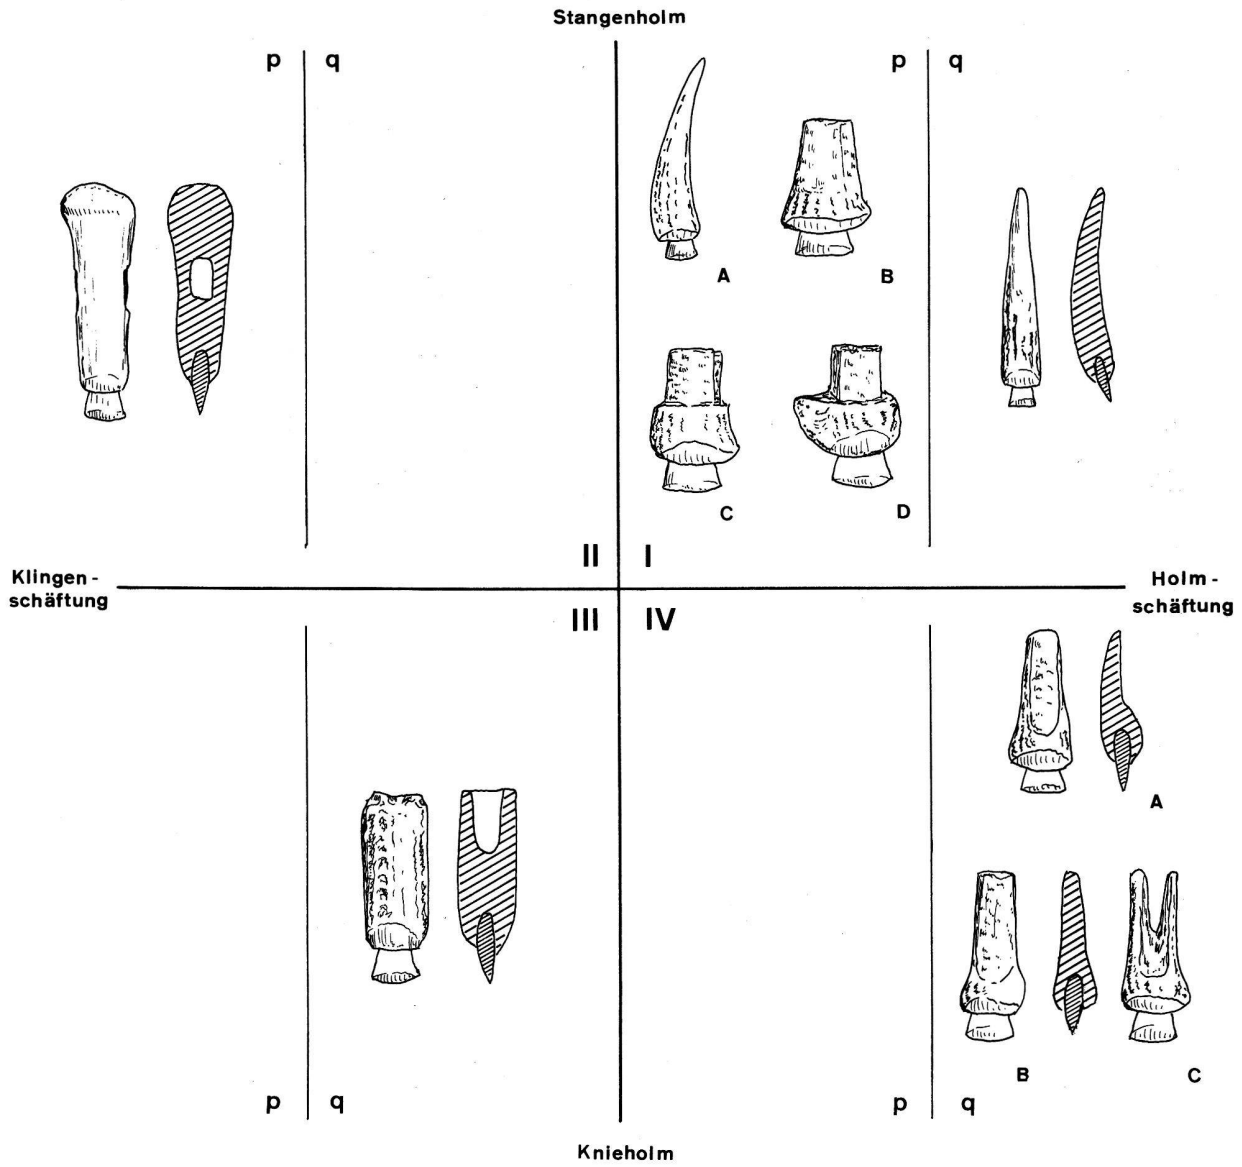 Stangenholm
p
q
p
q
A
B
C
D
II
I
Klingen-
schäftung
Holm-
schäftung
III
IV
A
B
C
p
q
p
q
Knieholm